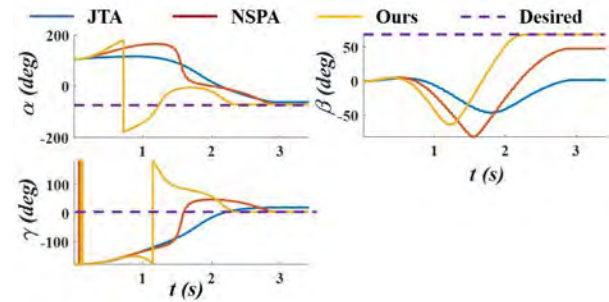 JTA NSPA Ours Desired
200
0
-200
α (deg)
1 2 3
50
0
-50
β (deg)
1 2 3
t (s)
100
0
-100
γ (deg)
1 2 3
t (s)